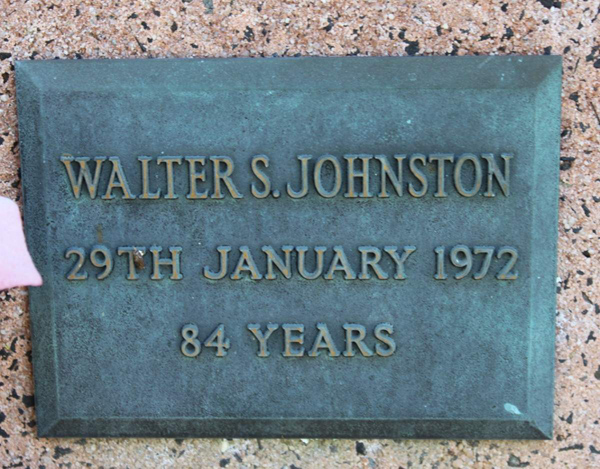 WALTER S. JOHNSTON
29TH JANUARY 1972
84 YEARS